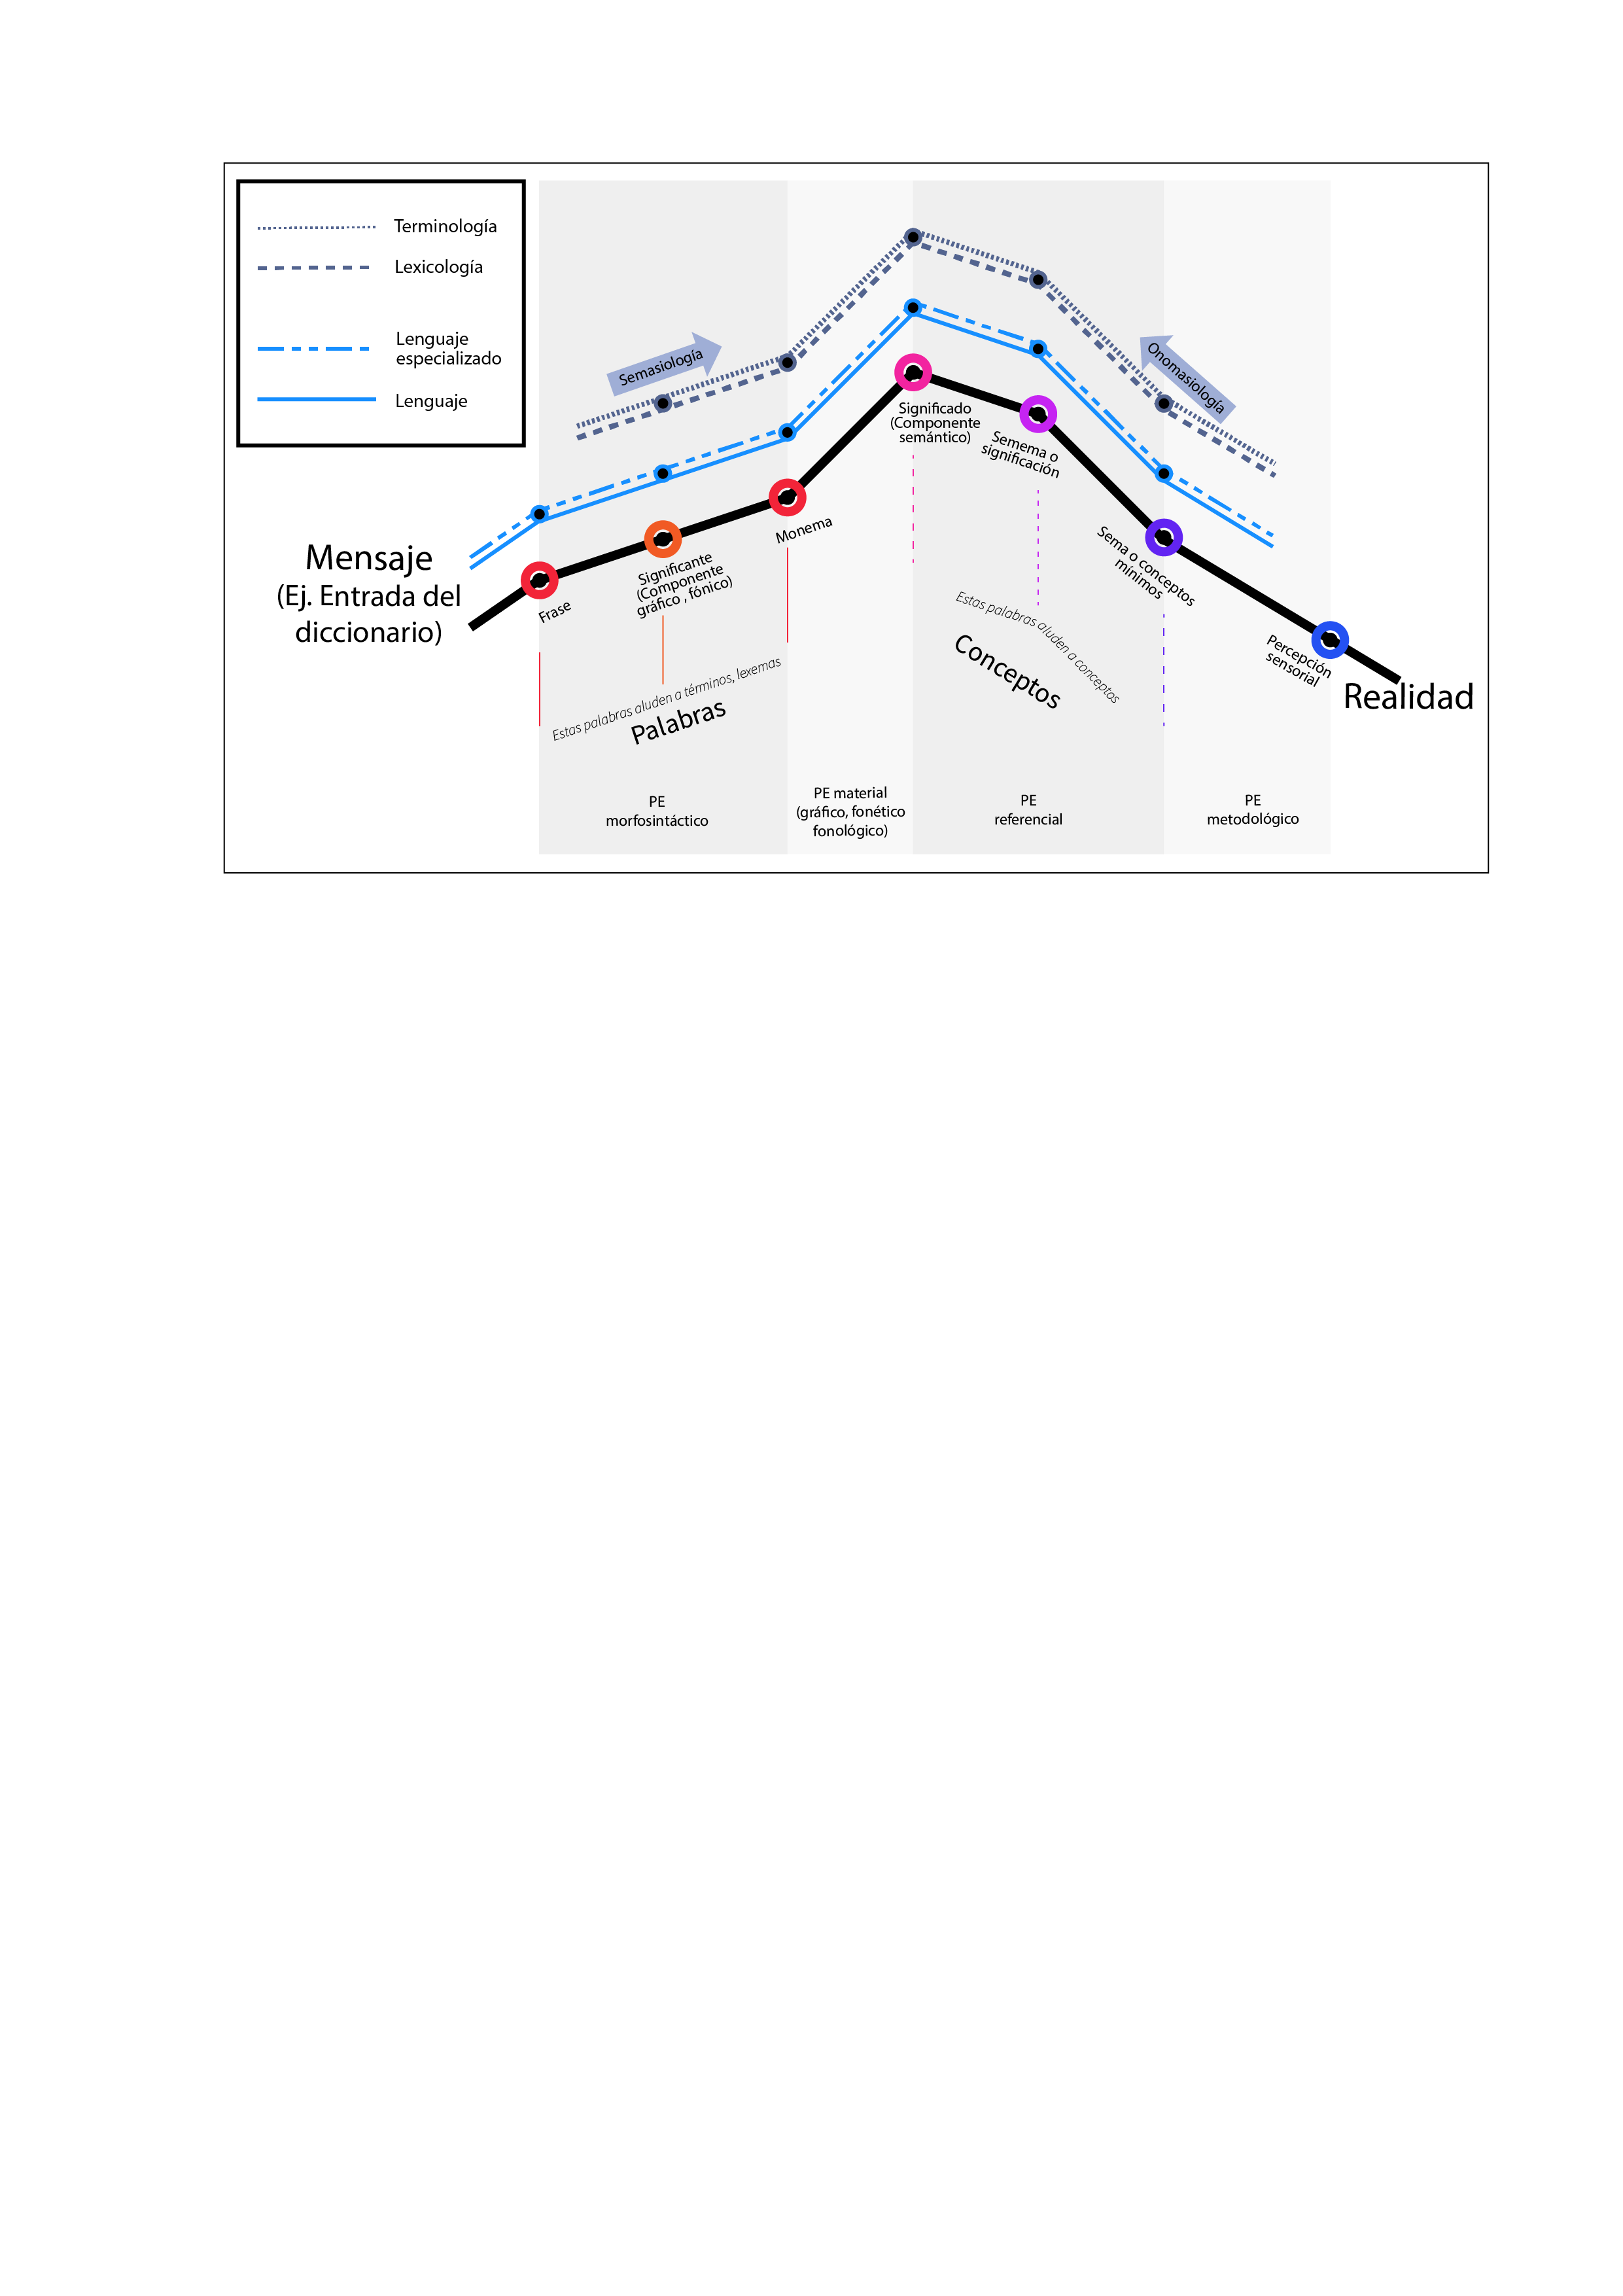 Terminología
Lexicología
Lenguaje
especializado
Lenguaje
Semasiología
Onomasiología
Mensaje
(Ej. Entrada del
diccionario)
Frase
Significante
(Componente
gráfico , fónico)
Monema
Significado
(Componente
semántico)
Semema o
significación
Sema o conceptos
mínimos
Percepción
sensorial
Realidad
Estas palabras aluden a términos, lexemas
Palabras
Estas palabras aluden a conceptos
Conceptos
PE
morfosintáctico
PE material
(gráfico, fonético
fonológico)
PE
referencial
PE
metodológico